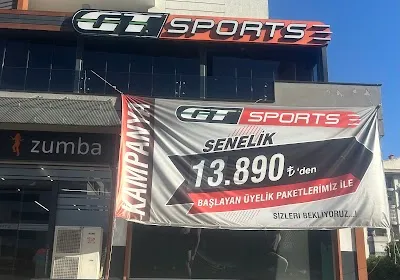 GT SPORTS
zumba
KAMPANYA
GT SPORTS
SENELİK
13.890 ₺'den
BAŞLAYAN ÜYELİK PAKETLERİMİZ İLE
SİZLERİ BEKLİYORUZ...